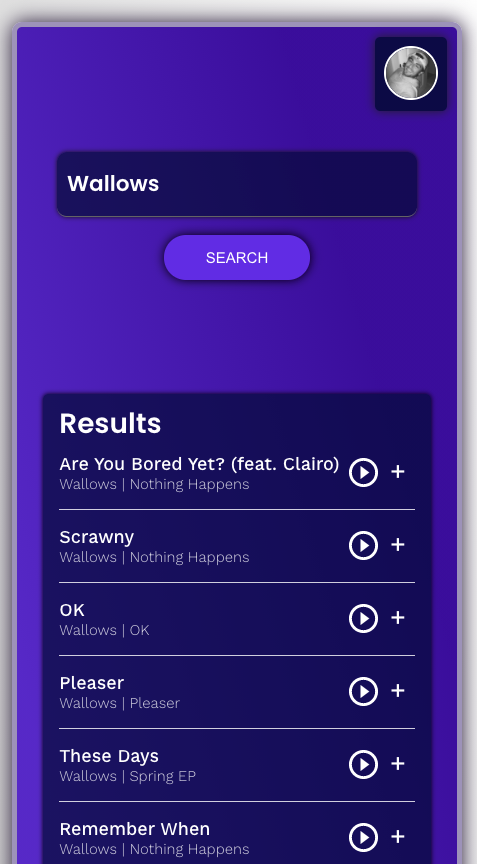 Wallows
SEARCH
Results
Are You Bored Yet? (feat. Clairo)
Wallows | Nothing Happens
+
Scrawny
Wallows | Nothing Happens
+
OK
Wallows | OK
+
Pleaser
Wallows | Pleaser
+
These Days
Wallows | Spring EP
+
Remember When
Wallows | Nothing Happens
+